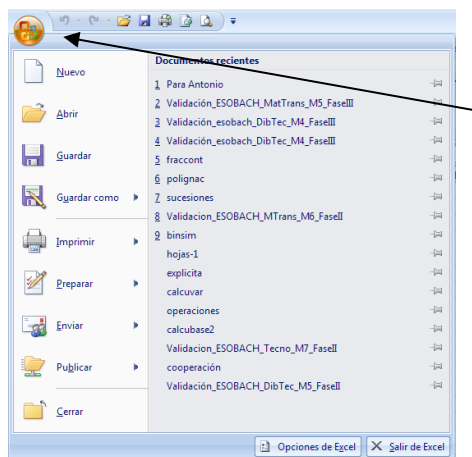 Documentos recientes
Nuevo
Abrir
Guardar
Guardar como
Imprimir
Preparar
Enviar
Publicar
Cerrar
1 Para Antonio
2 Validación_ESOBACH_MatTrans_M5_FaseIII
3 Validación_esobach_DibTec_M4_FaseIII
4 Validación_esobach_DibTec_M4_FaseIII
5 fraccont
6 polignac
7 sucesiones
8 Validacion_ESOBACH_MTrans_M6_FaseII
9 binsim
hojas-1
explicita
calcuvar
operaciones
calcubase2
Validacion_ESOBACH_Tecno_M7_FaseII
cooperación
Validación_ESOBACH_DibTec_M5_FaseII
Opciones de Excel
Salir de Excel